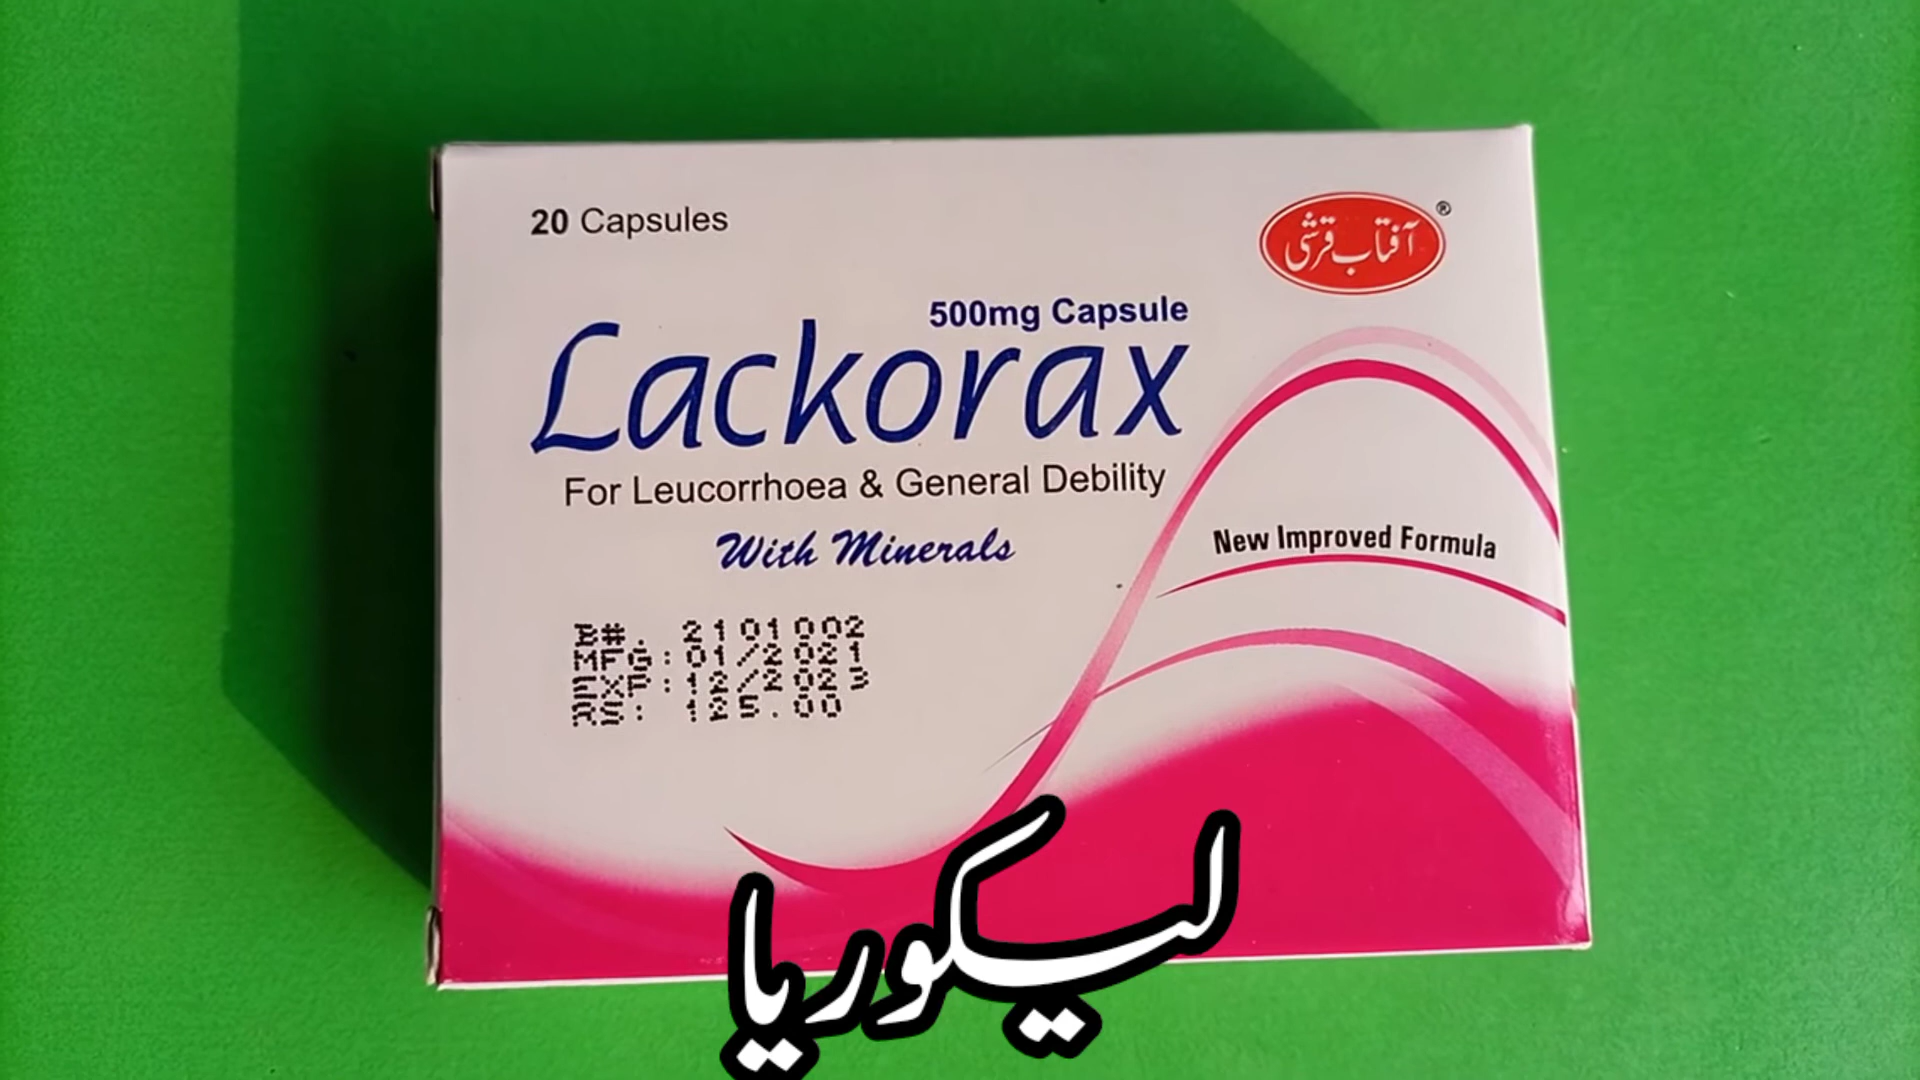 20 Capsules
آفتاب قرشی ®
500mg Capsule
Lackorax
For Leucorrhoea & General Debility
With Minerals
New Improved Formula
B#. 2101002
MFG: 01/2021
EXP: 12/2023
RS: 125.00
لیکوریا